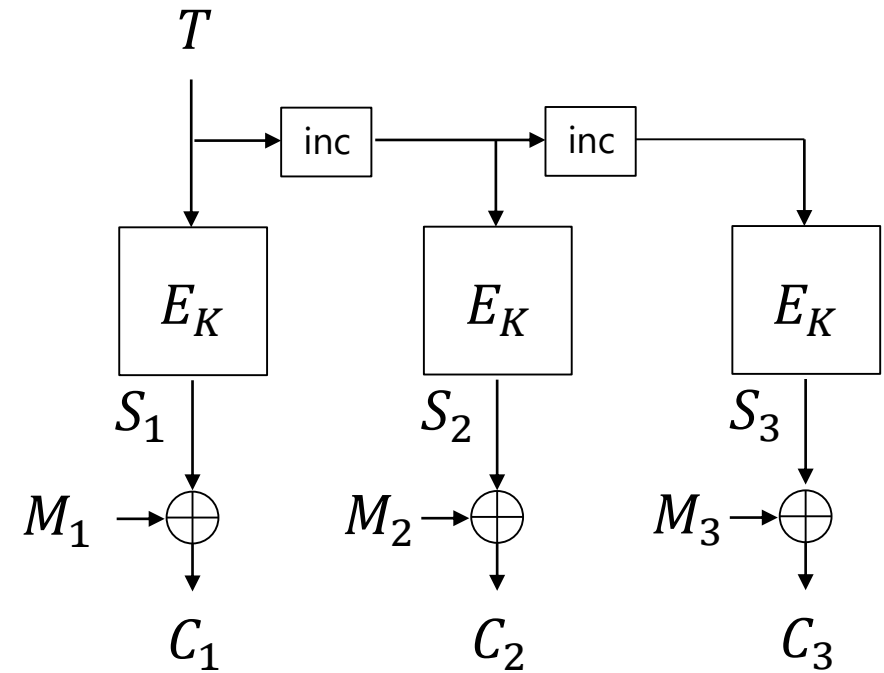 T
inc inc
E_K E_K E_K
S_1 S_2 S_3
M_1 M_2 M_3
C_1 C_2 C_3